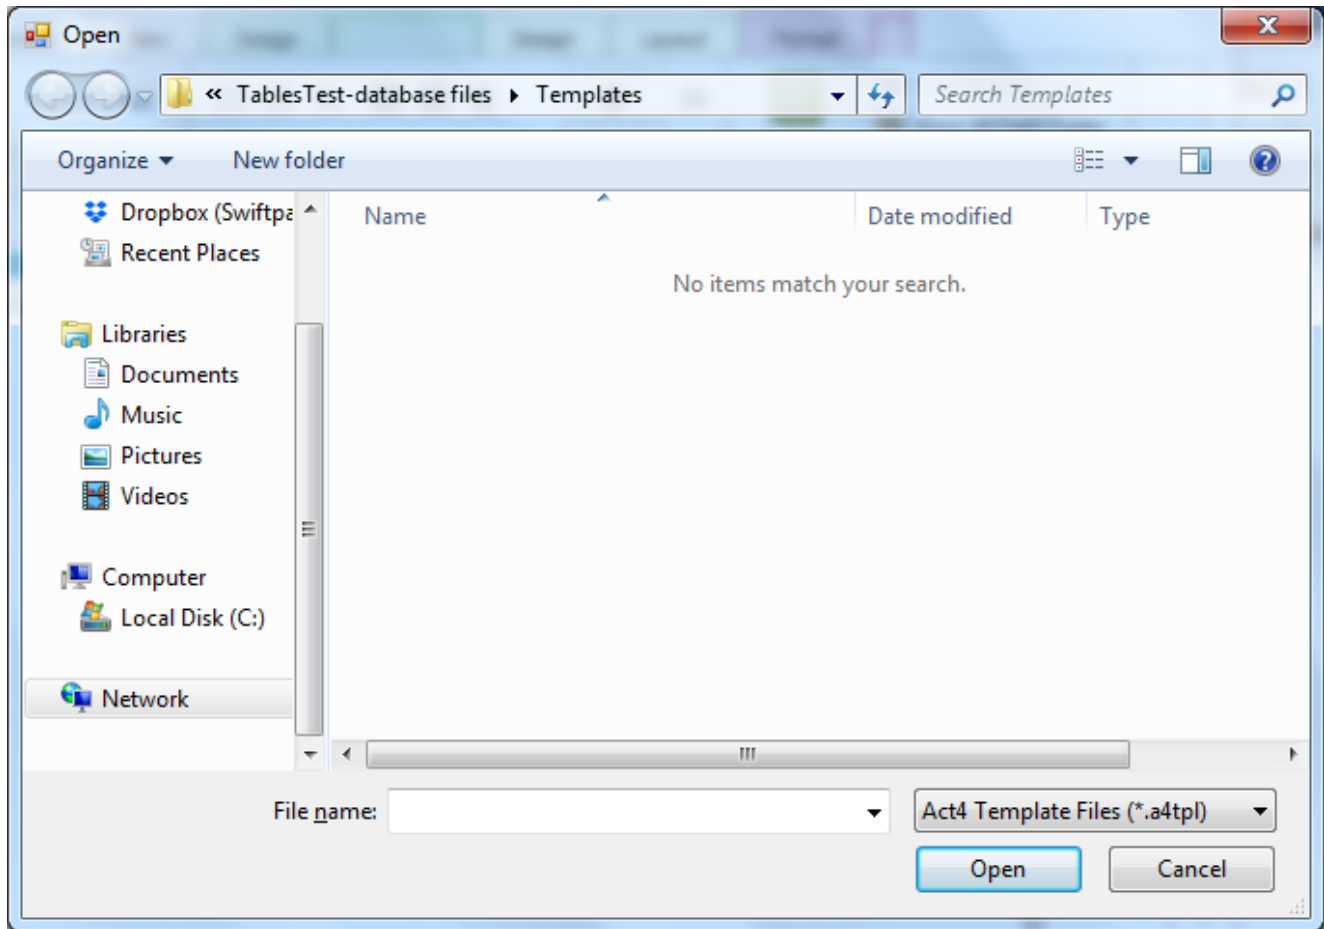 Open
« TablesTest-database files Templates
Search Templates
Organize
New folder
Dropbox (Swiftpa
Recent Places
Libraries
Documents
Music
Pictures
Videos
Computer
Local Disk (C:)
Network
Name
Date modified
Type
No items match your search.
File name:
Act4 Template Files (*.a4tpl)
Open
Cancel